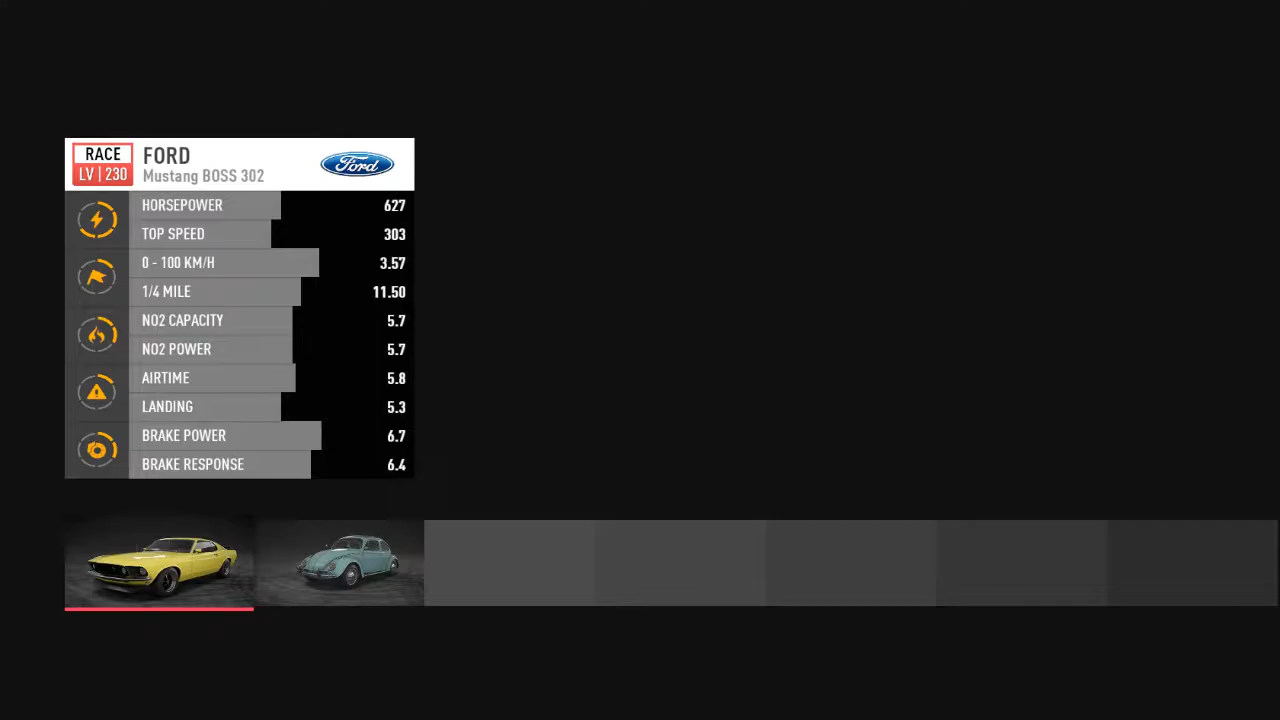 RACE
LV | 230
FORD
Mustang BOSS 302
Ford
HORSEPOWER 627
TOP SPEED 303
0 - 100 KM/H 3.57
1/4 MILE 11.50
NO2 CAPACITY 5.7
NO2 POWER 5.7
AIRTIME 5.8
LANDING 5.3
BRAKE POWER 6.7
BRAKE RESPONSE 6.4